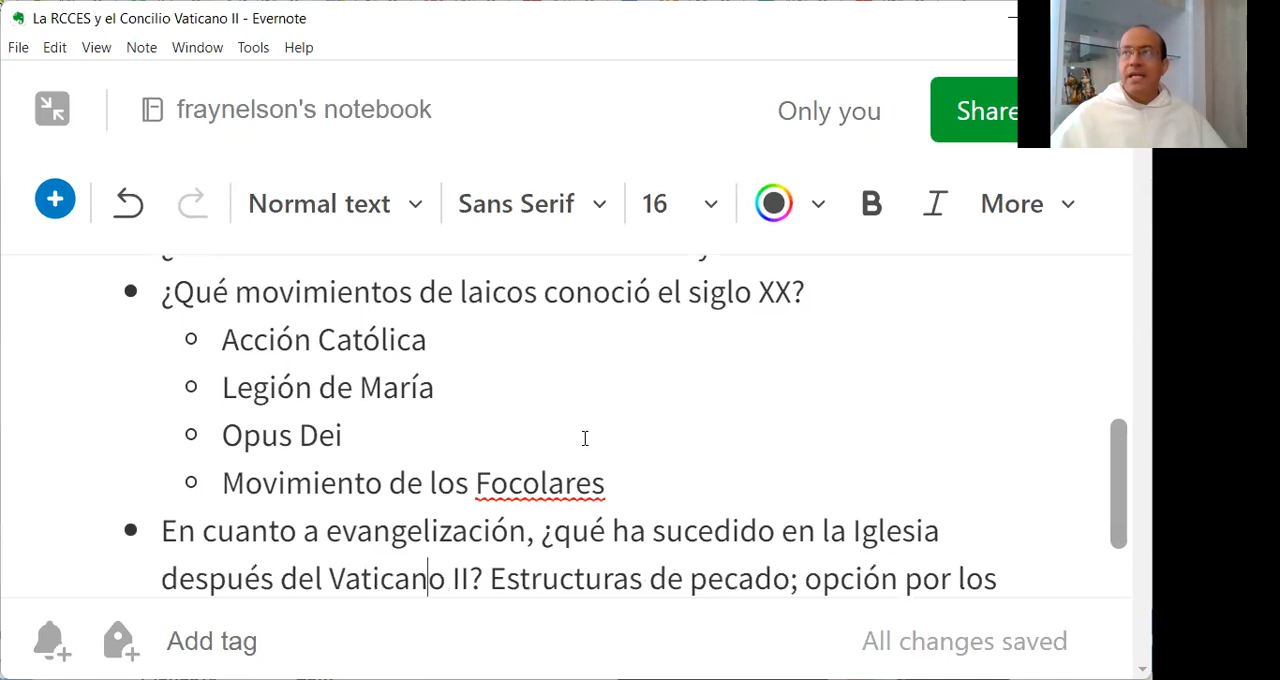 La RCCES y el Concilio Vaticano II - Evernote
File Edit View Note Window Tools Help
fraynelson's notebook
Only you
Share
Normal text
Sans Serif
16
B
I
More
¿Qué movimientos de laicos conoció el siglo XX?
Acción Católica
Legión de María
Opus Dei
Movimiento de los Focolares
En cuanto a evangelización, ¿qué ha sucedido en la Iglesia
después del Vaticano II? Estructuras de pecado; opción por los
Add tag
All changes saved